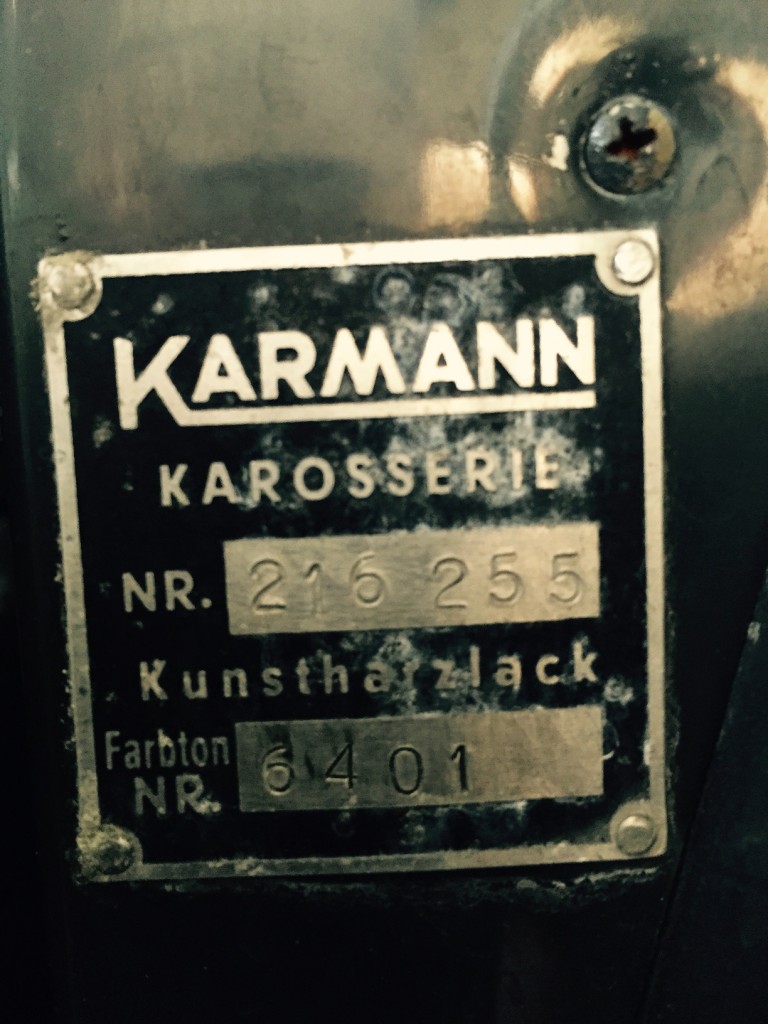 KARMANN
KAROSSERIE
NR. 216 255
Kunstharzlack
Farbton
NR. 6401